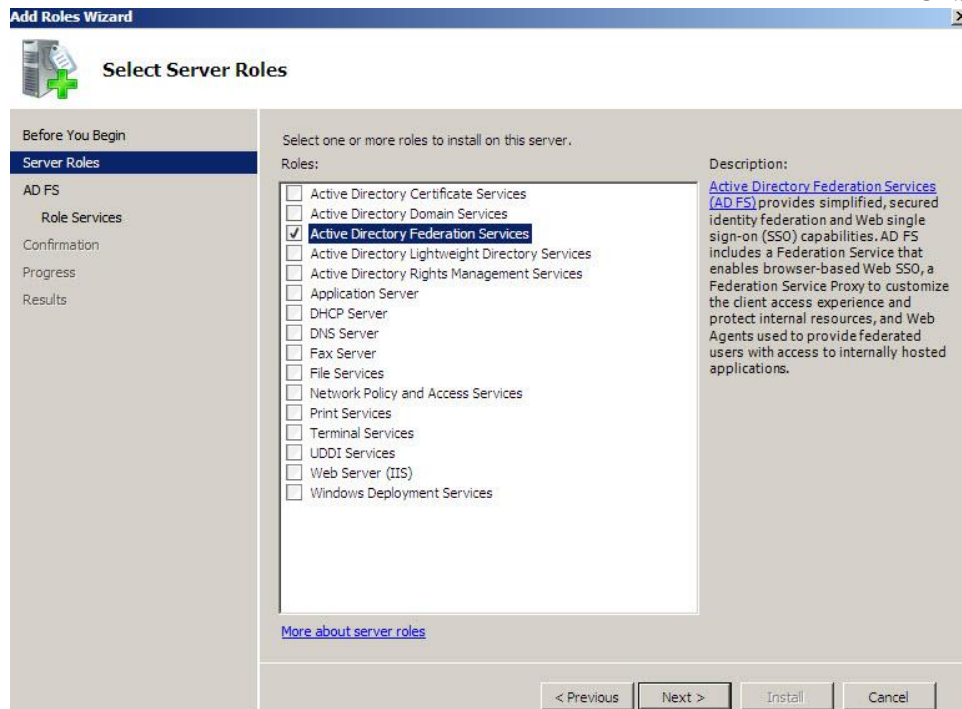 Add Roles Wizard
Select Server Roles
Before You Begin
Server Roles
AD FS
Role Services
Confirmation
Progress
Results
Select one or more roles to install on this server.
Roles:
Active Directory Certificate Services
Active Directory Domain Services
Active Directory Federation Services
Active Directory Lightweight Directory Services
Active Directory Rights Management Services
Application Server
DHCP Server
DNS Server
Fax Server
File Services
Network Policy and Access Services
Print Services
Terminal Services
UDDI Services
Web Server (IIS)
Windows Deployment Services
More about server roles
Description:
Active Directory Federation Services
(AD FS) provides simplified, secured
identity federation and Web single
sign-on (SSO) capabilities. AD FS
includes a Federation Service that
enables browser-based Web SSO, a
Federation Service Proxy to customize
the client access experience and
protect internal resources, and Web
Agents used to provide federated
users with access to internally hosted
applications.
< Previous Next > Install Cancel